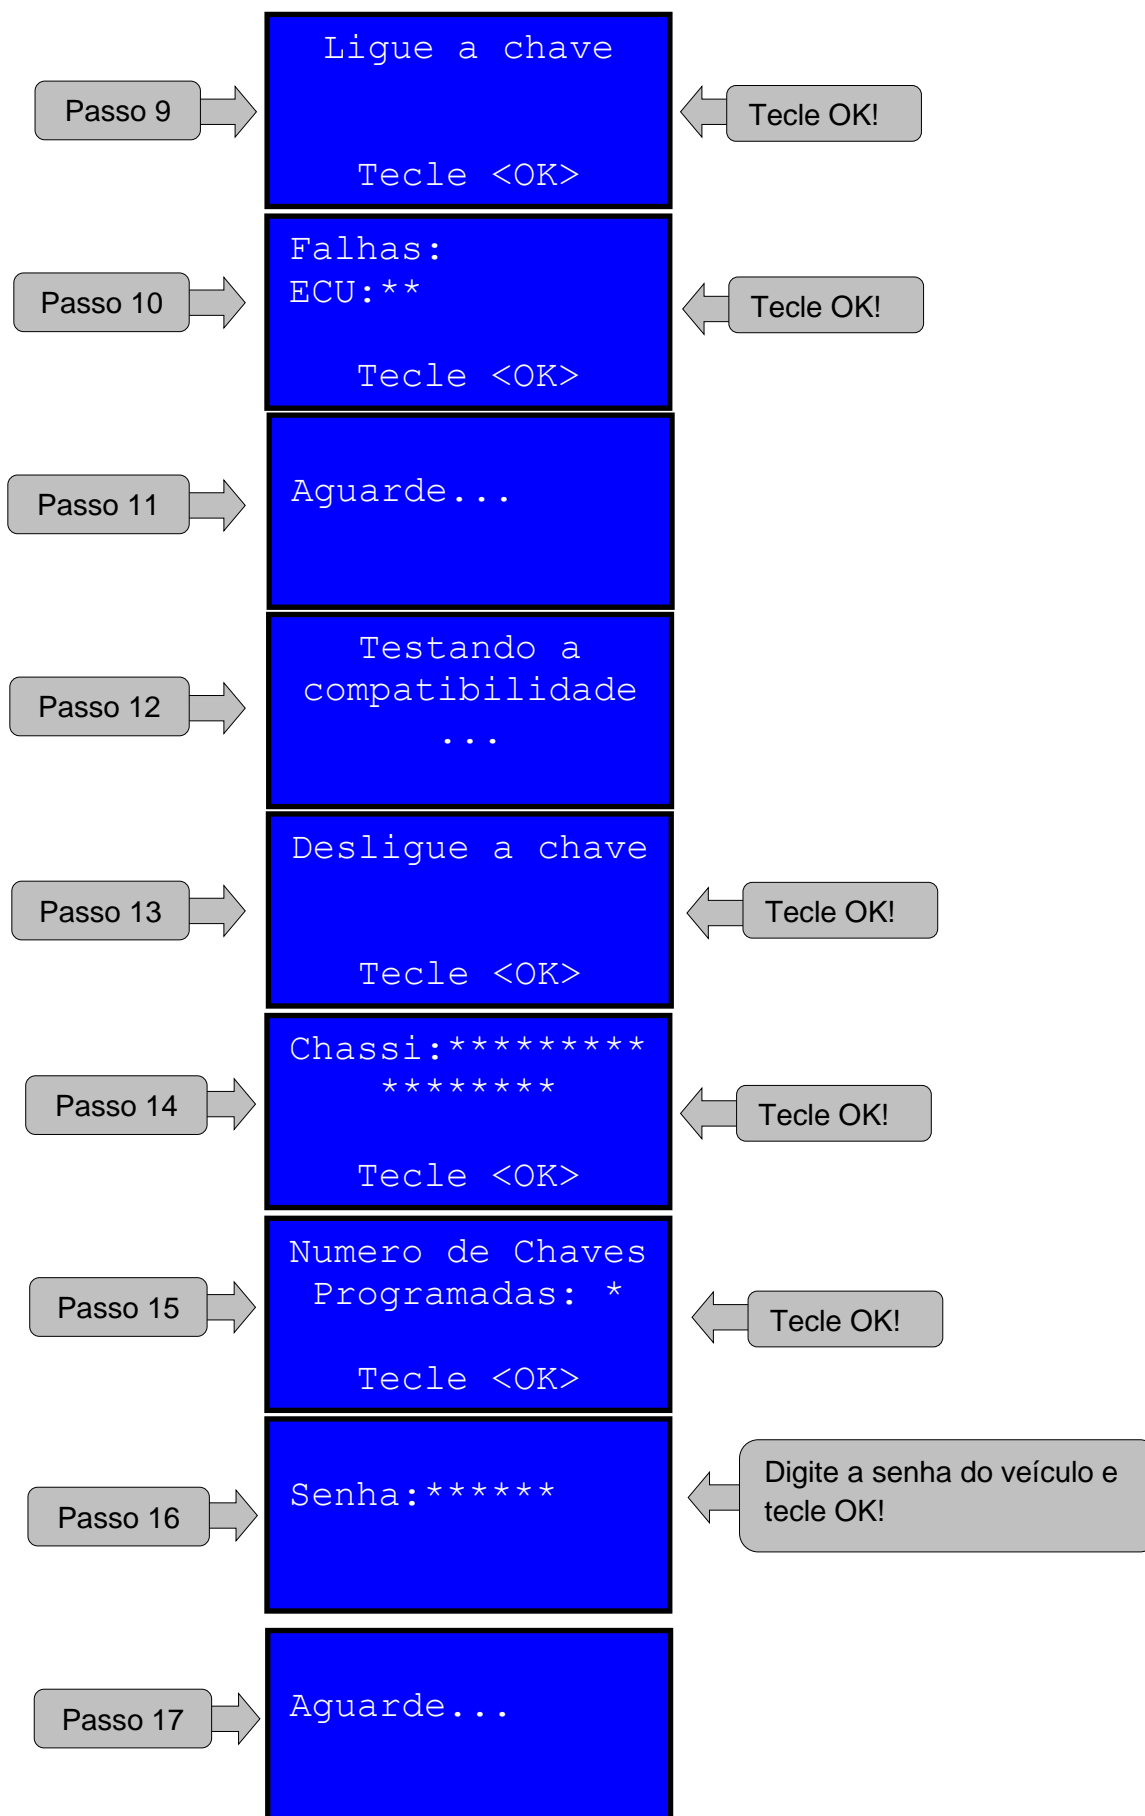 Ligue a chave
Passo 9
Tecle OK!
Tecle <OK>
Falhas:
ECU:**
Passo 10
Tecle OK!
Tecle <OK>
Passo 11
Aguarde...
Testando a
compatibilidade
...
Passo 12
Desligue a chave
Passo 13
Tecle OK!
Tecle <OK>
Chassi:*********
********
Passo 14
Tecle OK!
Tecle <OK>
Numero de Chaves
Programadas: *
Passo 15
Tecle OK!
Tecle <OK>
Passo 16
Senha:******
Digite a senha do veículo e
tecle OK!
Passo 17
Aguarde...